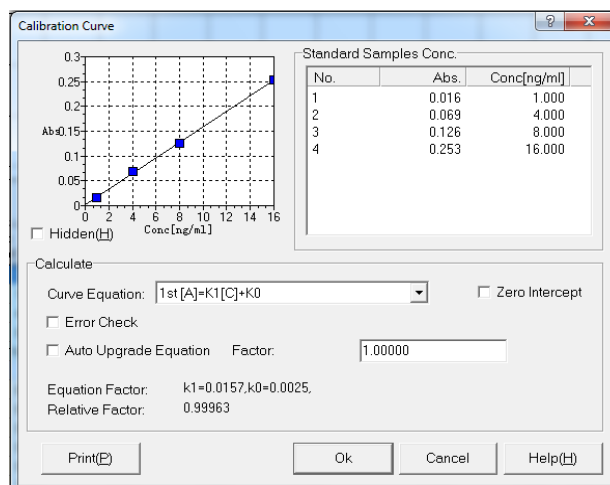 Calibration Curve
0.3
0.25
0.2
Abs0.15
0.1
0.05
0
0 2 4 6 8 10 12 14 16
Conc[ng/ml]
Hidden(H)
Standard Samples Conc.
No. Abs. Conc[ng/ml]
1 0.016 1.000
2 0.069 4.000
3 0.126 8.000
4 0.253 16.000
Calculate
Curve Equation: 1st [A]=K1[C]+K0 Zero Intercept
Error Check
Auto Upgrade Equation Factor: 1.00000
Equation Factor: k1=0.0157,k0=0.0025,
Relative Factor: 0.99963
Print(P) Ok Cancel Help(H)